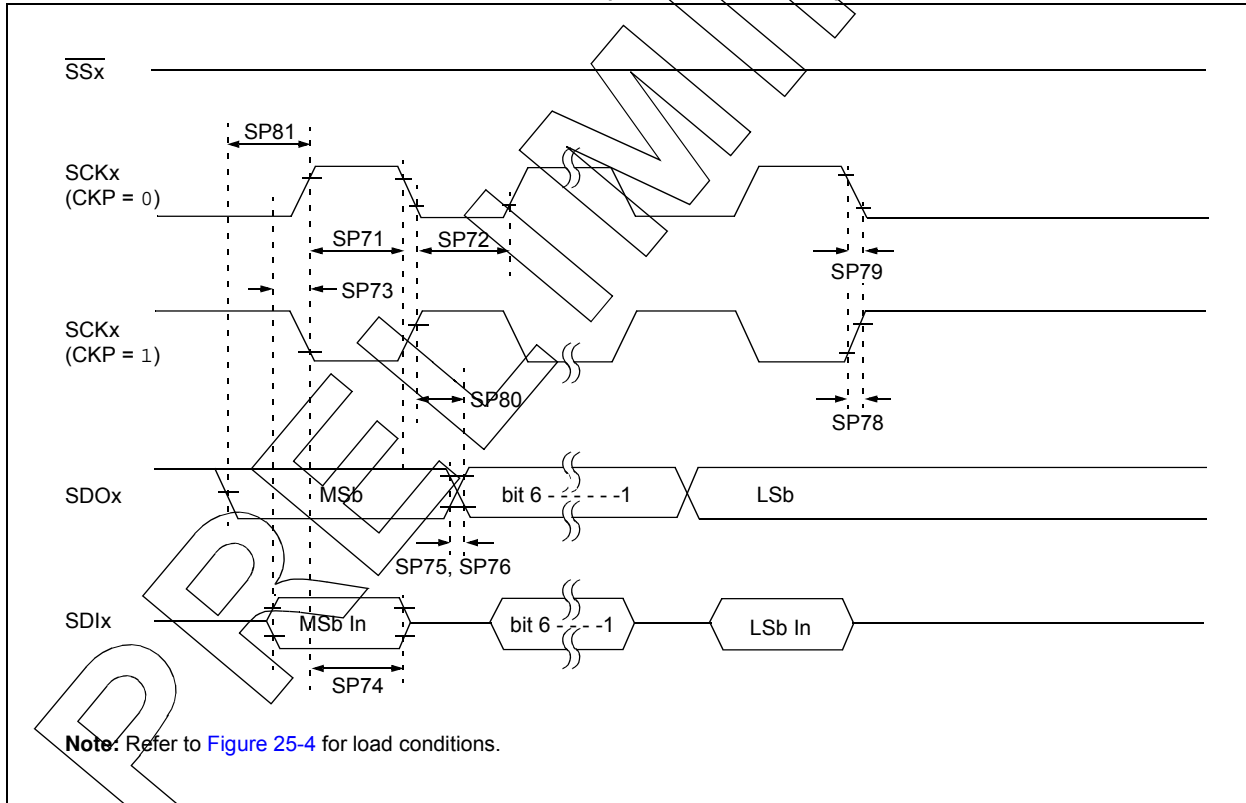 SSx
SP81
SCKx
(CKP = 0)
SP71
SP72
SP79
SP73
SCKx
(CKP = 1)
SP80
SP78
SDOx
MSb
bit 6 - - - - - -1
LSb
SP75, SP76
SDIx
MSb In
bit 6 - - - -1
LSb In
SP74
Note: Refer to Figure 25-4 for load conditions.
PRELIMIN